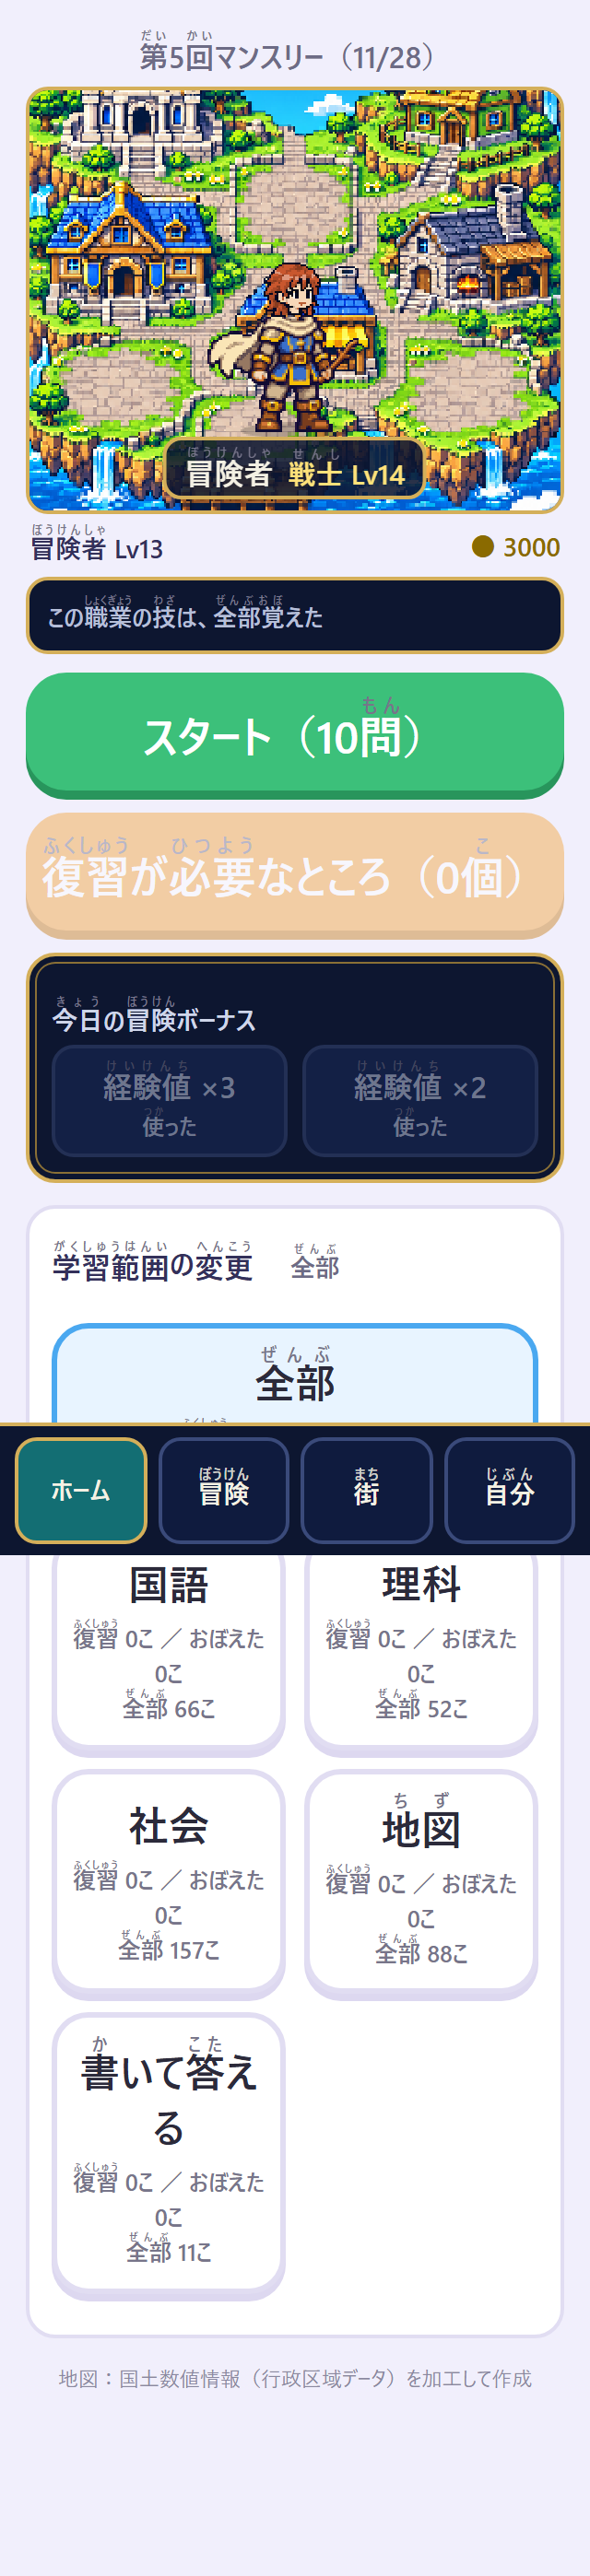 第5回マンスリー（11/28）
冒険者 戦士 Lv14
冒険者 Lv13
3000
この職業の技は、全部覚えた
スタート（10問）
復習が必要なところ（0個）
今日の冒険ボーナス
経験値 ×3
使った
経験値 ×2
使った
学習範囲の変更 全部
全部
ホーム
冒険
街
自分
国語
復習 0こ ／ おぼえた
0こ
全部 66こ
理科
復習 0こ ／ おぼえた
0こ
全部 52こ
社会
復習 0こ ／ おぼえた
0こ
全部 157こ
地図
復習 0こ ／ おぼえた
0こ
全部 88こ
書いて答え
る
復習 0こ ／ おぼえた
0こ
全部 11こ
地図：国土数値情報（行政区域データ）を加工して作成